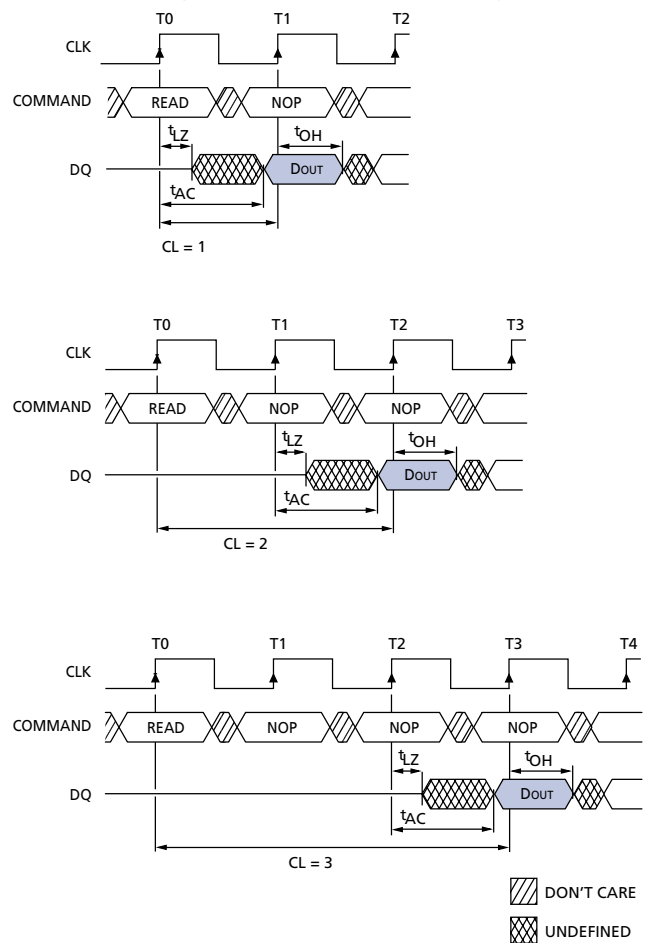 T0 T1 T2
CLK
COMMAND READ NOP
tLZ tOH
DQ DOUT
tAC
CL = 1
T0 T1 T2 T3
CLK
COMMAND READ NOP NOP
tLZ tOH
DQ DOUT
tAC
CL = 2
T0 T1 T2 T3 T4
CLK
COMMAND READ NOP NOP NOP
tLZ tOH
DQ DOUT
tAC
CL = 3
DON'T CARE
UNDEFINED